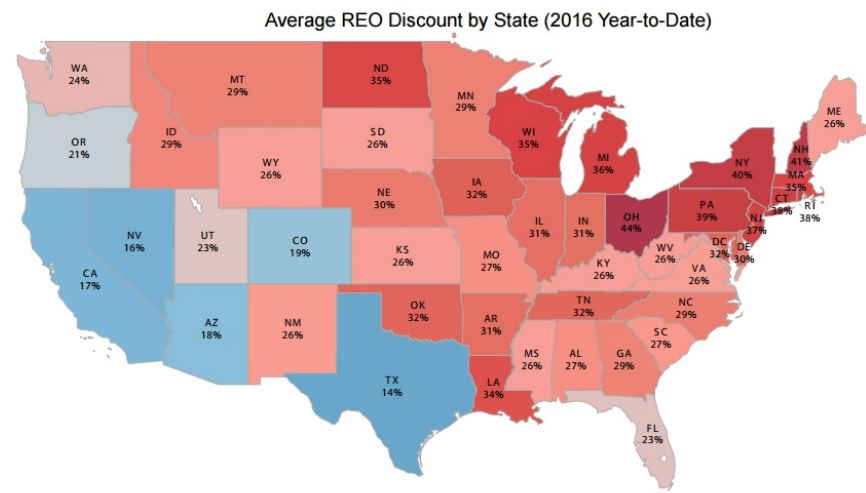 Average REO Discount by State (2016 Year-to-Date)
WA
24%
MT
29%
ND
35%
MN
29%
ME
26%
OR
21%
ID
29%
SD
26%
WI
35%
MI
36%
NY
40%
NH
41%
MA
35%
WY
26%
IA
32%
CT
38%
RI
38%
PA
39%
NJ
37%
NE
30%
NV
16%
UT
23%
CO
19%
IL
31%
IN
31%
OH
44%
DC
32%
DE
30%
WV
26%
CA
17%
KS
26%
MO
27%
KY
26%
VA
26%
AZ
18%
NM
26%
OK
32%
AR
31%
TN
32%
NC
29%
SC
27%
MS
26%
AL
27%
GA
29%
TX
14%
LA
34%
FL
23%